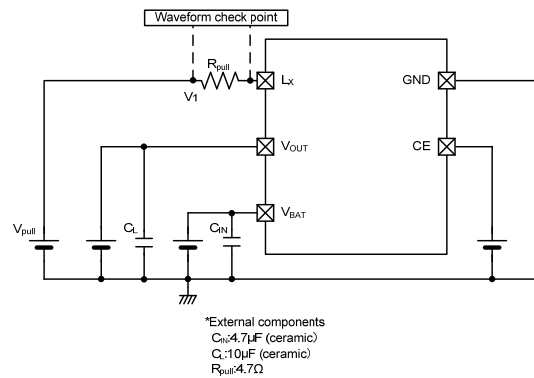 Waveform check point
Rpull
V1
LX
GND
VOUT
CE
VBAT
Vpull
CL
CIN
*External components
CIN:4.7μF (ceramic)
CL:10μF (ceramic)
Rpull:4.7Ω